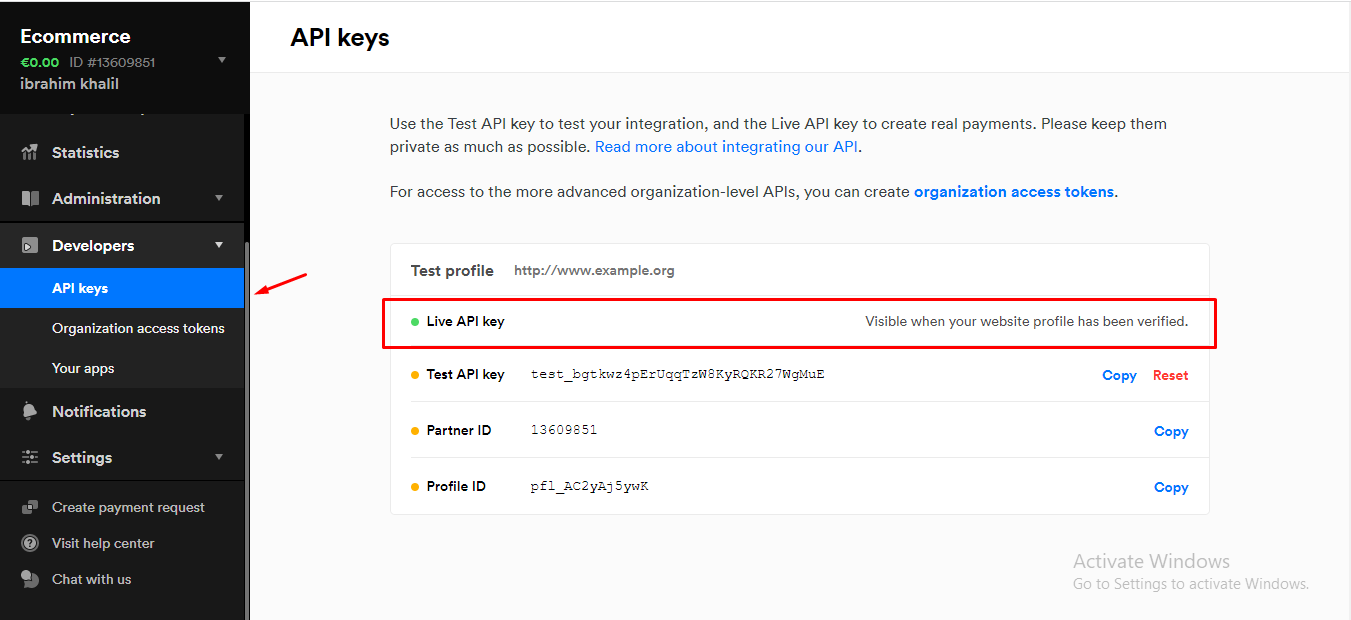 Ecommerce
€0.00 ID #13609851
ibrahim khalil
Statistics
Administration
Developers
API keys
Organization access tokens
Your apps
Notifications
Settings
Create payment request
Visit help center
Chat with us
API keys
Use the Test API key to test your integration, and the Live API key to create real payments. Please keep them
private as much as possible. Read more about integrating our API.
For access to the more advanced organization-level APIs, you can create organization access tokens.
Test profile http://www.example.org
Live API key Visible when your website profile has been verified.
Test API key test_bgtkwz4pErUqqTzW8KyRQKR27WgMuE Copy Reset
Partner ID 13609851 Copy
Profile ID pfl_AC2yAj5ywK Copy
Activate Windows
Go to Settings to activate Windows.